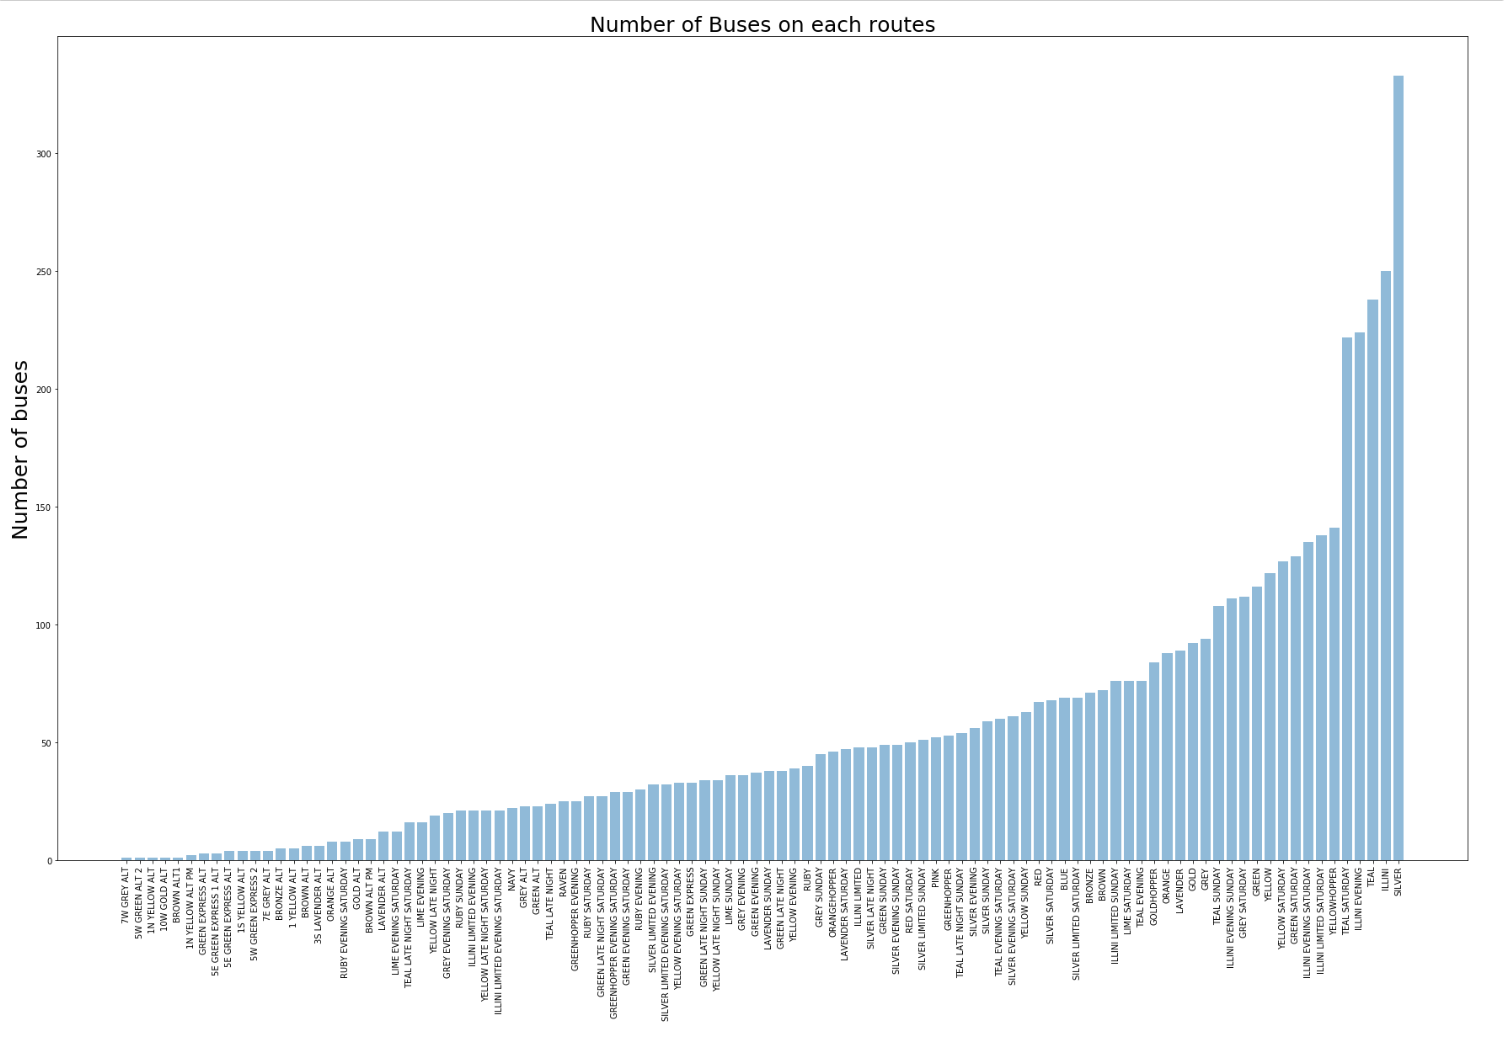 Number of Buses on each routes
Number of buses
300
250
200
150
100
50
0
7W GREY ALT
5W GREEN ALT 2
1N YELLOW ALT
10W GOLD ALT
BROWN ALT1
1N YELLOW ALT PM
GREEN EXPRESS ALT
5E GREEN EXPRESS 1 ALT
5E GREEN EXPRESS ALT
1S YELLOW ALT
5W GREEN EXPRESS 2
7E GREY ALT
BRONZE ALT
1 YELLOW ALT
BROWN ALT
3S LAVENDER ALT
ORANGE ALT
RUBY EVENING SATURDAY
GOLD ALT
BROWN ALT PM
LAVENDER ALT
LIME EVENING SATURDAY
TEAL LATE NIGHT SATURDAY
LIME EVENING
YELLOW LATE NIGHT
GREY EVENING SATURDAY
RUBY SUNDAY
ILLINI LIMITED EVENING
YELLOW LATE NIGHT SATURDAY
ILLINI LIMITED EVENING SATURDAY
NAVY
GREY ALT
GREEN ALT
TEAL LATE NIGHT
RAVEN
GREENHOPPER EVENING
RUBY SATURDAY
GREEN LATE NIGHT SATURDAY
GREENHOPPER EVENING SATURDAY
GREEN EVENING SATURDAY
RUBY EVENING
SILVER LIMITED EVENING
SILVER LIMITED EVENING SATURDAY
YELLOW EVENING SATURDAY
GREEN EXPRESS
GREEN LATE NIGHT SUNDAY
YELLOW LATE NIGHT SUNDAY
LIME SUNDAY
GREY EVENING
GREEN EVENING
LAVENDER SUNDAY
GREEN LATE NIGHT
YELLOW EVENING
RUBY
GREY SUNDAY
ORANGEHOPPER
LAVENDER SATURDAY
ILLINI LIMITED
SILVER LATE NIGHT
GREEN SUNDAY
SILVER EVENING SUNDAY
RED SATURDAY
SILVER LIMITED SUNDAY
PINK
GREENHOPPER
TEAL LATE NIGHT SUNDAY
SILVER EVENING
SILVER SUNDAY
TEAL EVENING SATURDAY
SILVER EVENING SATURDAY
YELLOW SUNDAY
RED
SILVER SATURDAY
BLUE
SILVER LIMITED SATURDAY
BRONZE
BROWN
ILLINI LIMITED SUNDAY
LIME SATURDAY
TEAL EVENING
GOLDHOPPER
ORANGE
LAVENDER
GOLD
GREY
TEAL SUNDAY
ILLINI EVENING SUNDAY
GREY SATURDAY
GREEN
YELLOW
YELLOW SATURDAY
GREEN SATURDAY
ILLINI EVENING SATURDAY
ILLINI LIMITED SATURDAY
YELLOWHOPPER
TEAL SATURDAY
ILLINI EVENING
TEAL
ILLINI
SILVER